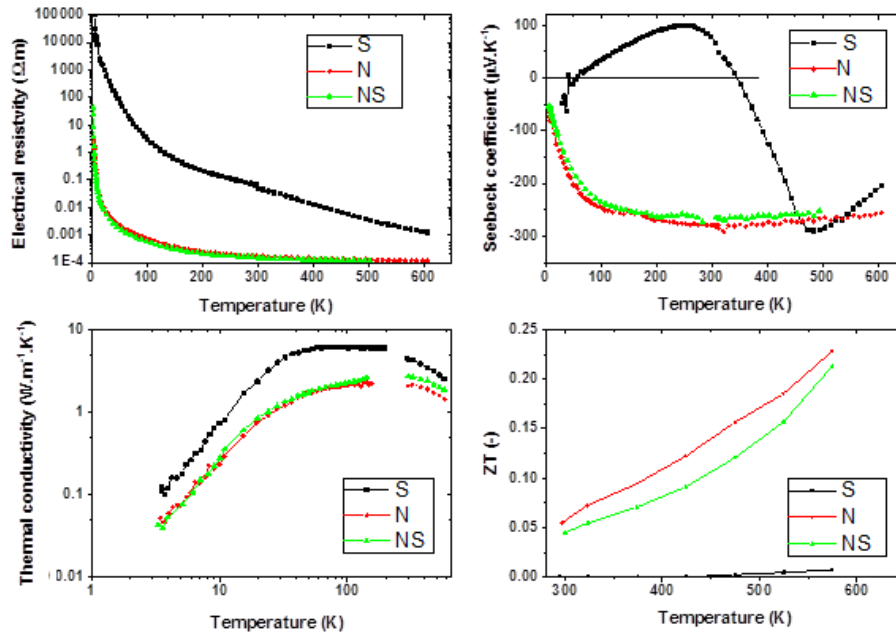 Electrical resistvity (Ωm)
100 000
10000
1000
100
10
1
0.1
0.01
0.001
1E-4
S
N
NS
0
100
200
300
400
500
600
Temperature (K)
Seebeck coefficient (µV.K⁻¹)
100
0
-100
-200
-300
S
N
NS
0
100
200
300
400
500
600
Temperature (K)
Thermal conductivity (W.m⁻¹.K⁻¹)
10
1
0.1
0.01
S
N
NS
1
10
100
Temperature (K)
ZT (-)
0.25
0.20
0.15
0.10
0.05
0.00
S
N
NS
300
400
500
600
Temperature (K)